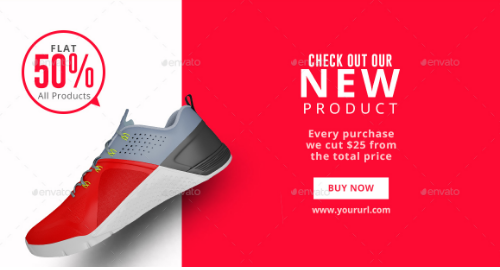 FLAT
50%
All Products
CHECK OUT OUR
NEW
PRODUCT
Every purchase
we cut $25 from
the total price
BUY NOW
www.yoururl.com
envato
envato
envato
envato
envato
envato